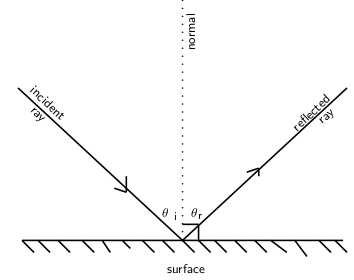 normal
incident
ray
reflected
ray
θ i
θr
surface